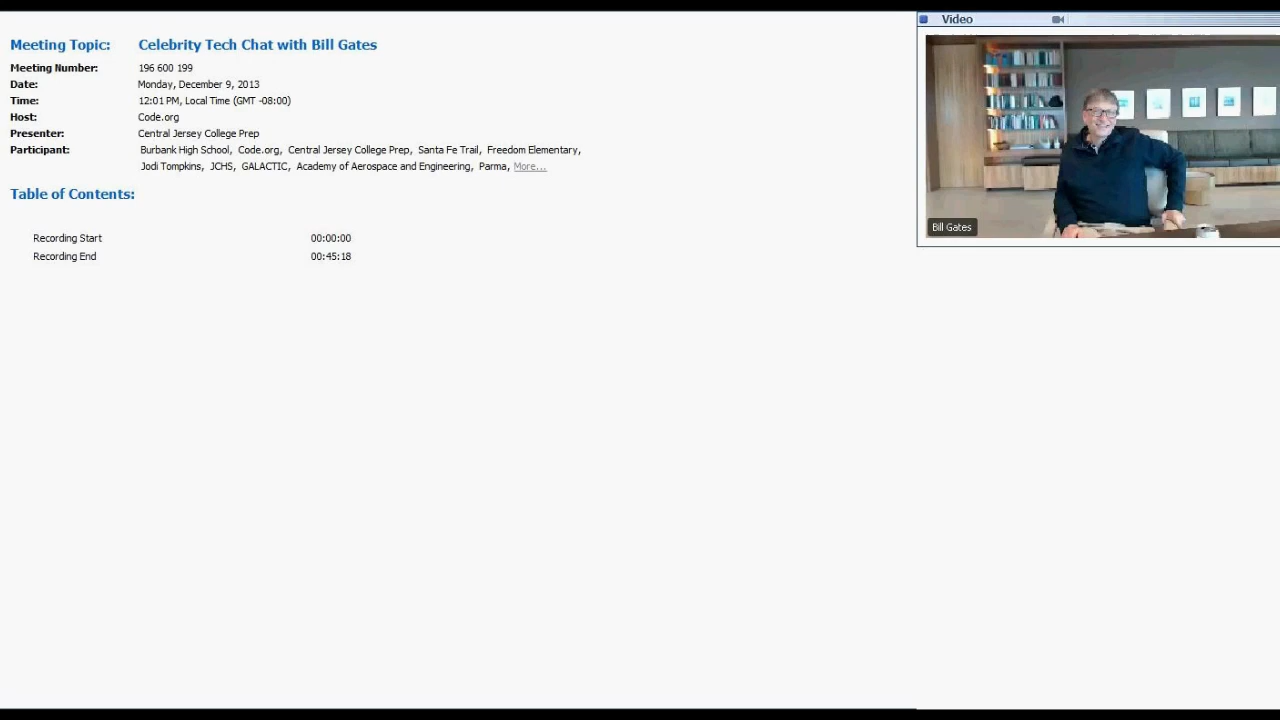 Video
Meeting Topic: Celebrity Tech Chat with Bill Gates
Meeting Number: 196 600 199
Date: Monday, December 9, 2013
Time: 12:01 PM, Local Time (GMT -08:00)
Host: Code.org
Presenter: Central Jersey College Prep
Participant: Burbank High School, Code.org, Central Jersey College Prep, Santa Fe Trail, Freedom Elementary,
Jodi Tompkins, JCHS, GALACTIC, Academy of Aerospace and Engineering, Parma, More...
Table of Contents:
Recording Start 00:00:00
Recording End 00:45:18
Bill Gates